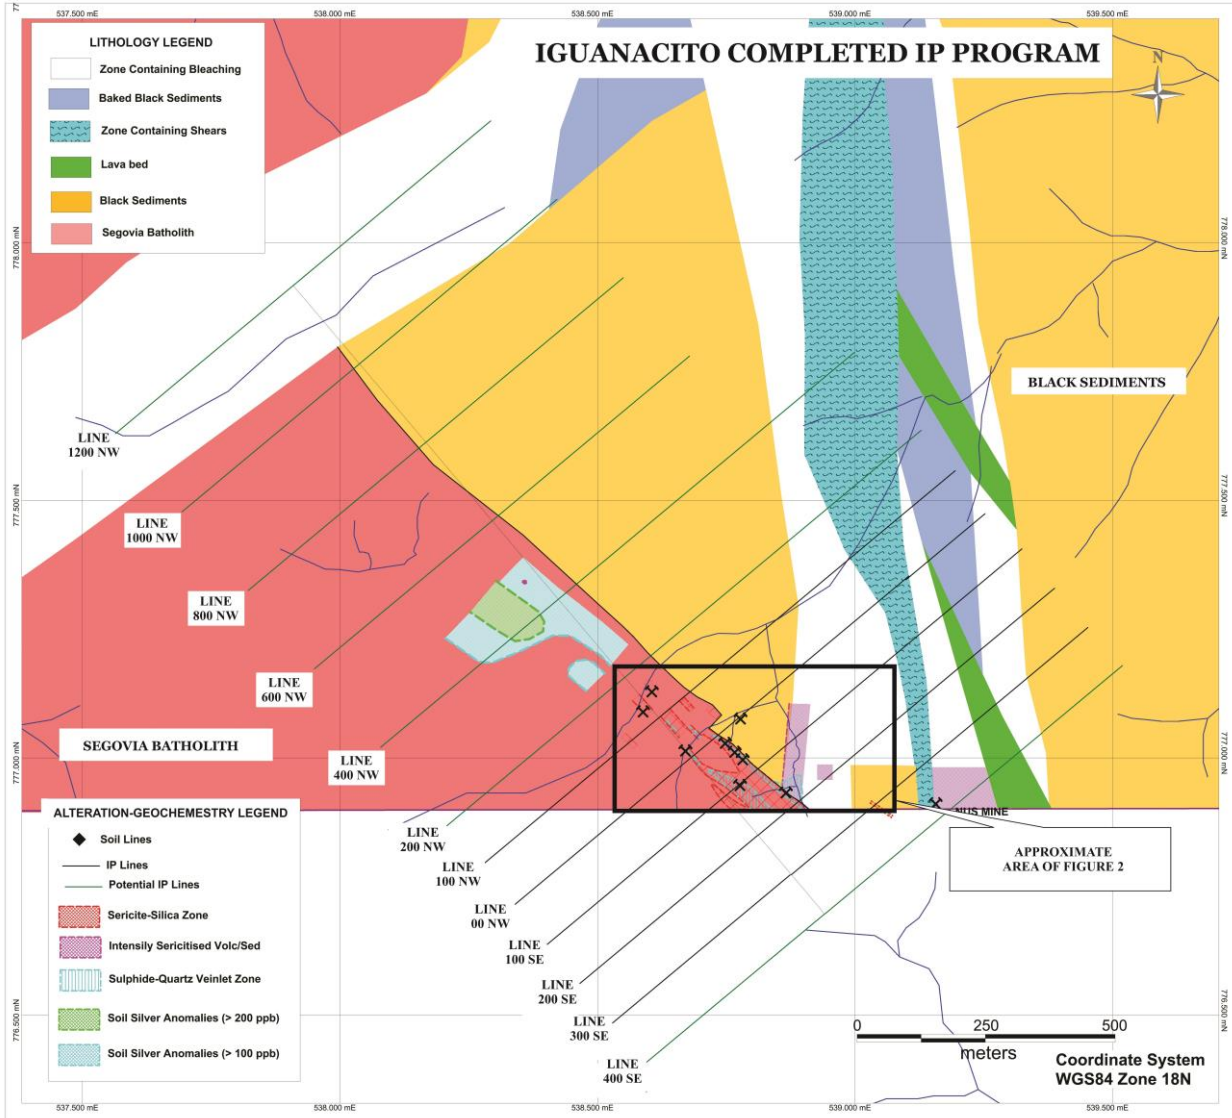 537.500 mE
538.000 mE
538.500 mE
539.000 mE
539.500 mE
LITHOLOGY LEGEND
Zone Containing Bleaching
Baked Black Sediments
Zone Containing Shears
Lava bed
Black Sediments
Segovia Batholith
IGUANACITO COMPLETED IP PROGRAM
N
778.000 mN
778.000 mN
BLACK SEDIMENTS
LINE
1200 NW
777.500 mN
777.500 mN
LINE
1000 NW
LINE
800 NW
LINE
600 NW
SEGOVIA BATHOLITH
LINE
400 NW
777.000 mN
777.000 mN
LINE
200 NW
LINE
100 NW
LINE
00 NW
LINE
100 SE
LINE
200 SE
LINE
300 SE
LINE
400 SE
NUS MINE
APPROXIMATE
AREA OF FIGURE 2
ALTERATION-GEOCHEMESTRY LEGEND
Soil Lines
IP Lines
Potential IP Lines
Sericite-Silica Zone
Intensily Sericitised Volc/Sed
Sulphide-Quartz Veinlet Zone
Soil Silver Anomalies (> 200 ppb)
Soil Silver Anomalies (> 100 ppb)
776.500 mN
776.500 mN
0 250 500
meters
Coordinate System
WGS84 Zone 18N
537.500 mE
538.000 mE
538.500 mE
539.000 mE
539.500 mE